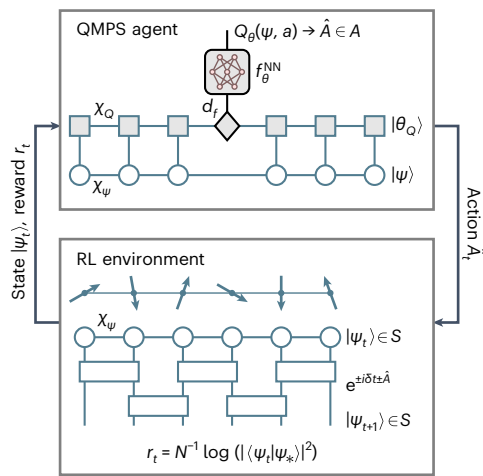 QMPS agent
Q_θ(ψ, a) → Â ∈ A
f_θ^NN
d_f
χ_Q
|θ_Q⟩
χ_ψ
|ψ⟩
State |ψ_t⟩, reward r_t
Action Â_t
RL environment
χ_ψ
|ψ_t⟩ ∈ S
e^{±iδt±Â}
|ψ_{t+1}⟩ ∈ S
r_t = N^{−1} log (|⟨ψ_t|ψ_*⟩|^2)